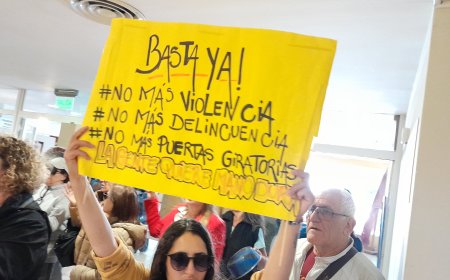 BASTA YA!
#NO MÁS VIOLENCIA
#NO MÁS DELINCUENCIA
#NO MÁS PUERTAS GIRATORIAS
LA GENTE QUIERE MANO DURA